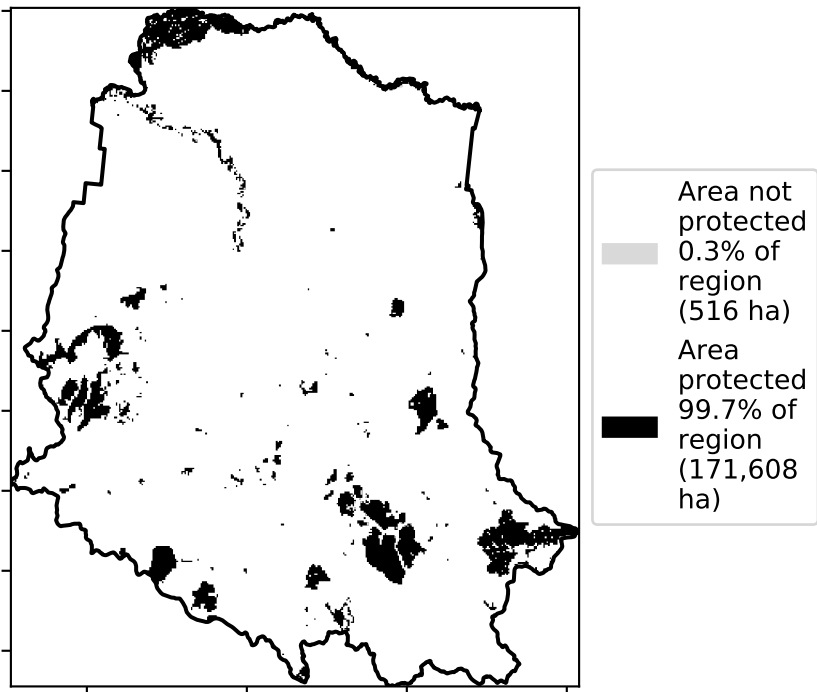 Area not
protected
0.3% of
region
(516 ha)
Area
protected
99.7% of
region
(171,608
ha)